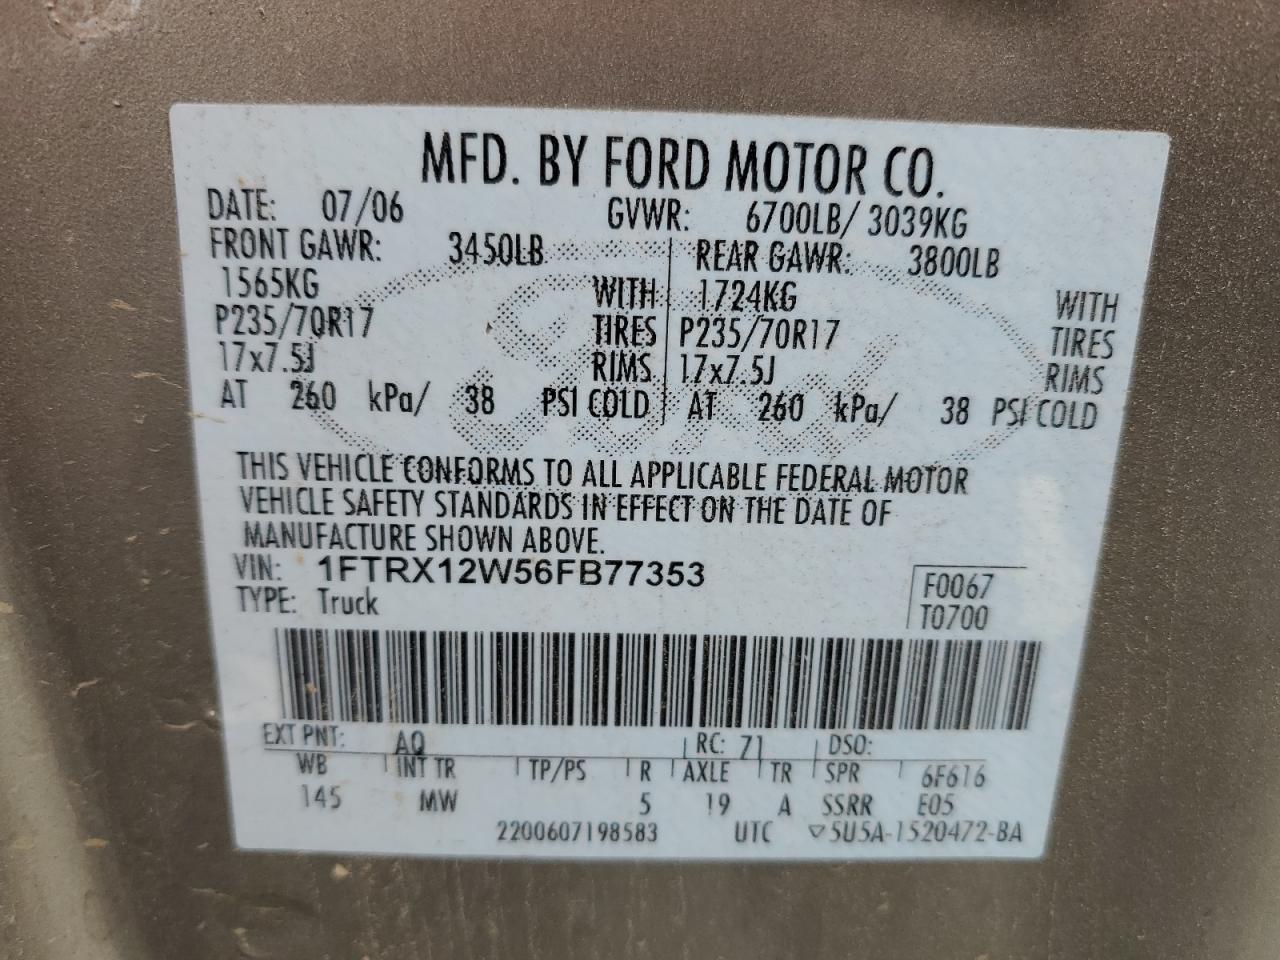 MFD. BY FORD MOTOR CO.
DATE: 07/06 GVWR: 6700LB/ 3039KG
FRONT GAWR: 3450LB REAR GAWR: 3800LB
1565KG WITH 1724KG WITH
P235/70R17 TIRES P235/70R17 TIRES
17x7.5J RIMS 17x7.5J RIMS
AT 260 kPa/ 38 PSI COLD AT 260 kPa/ 38 PSI COLD
THIS VEHICLE CONFORMS TO ALL APPLICABLE FEDERAL MOTOR
VEHICLE SAFETY STANDARDS IN EFFECT ON THE DATE OF
MANUFACTURE SHOWN ABOVE.
VIN: 1FTRX12W56FB77353 F0067
TYPE: Truck T0700
EXT PNT: AQ RC: 71 DSO:
WB INT TR TP/PS R AXLE TR SPR 6F616
145 MW 5 19 A SSRR E05
2200607198583 UTC ▽5U5A-1520472-BA